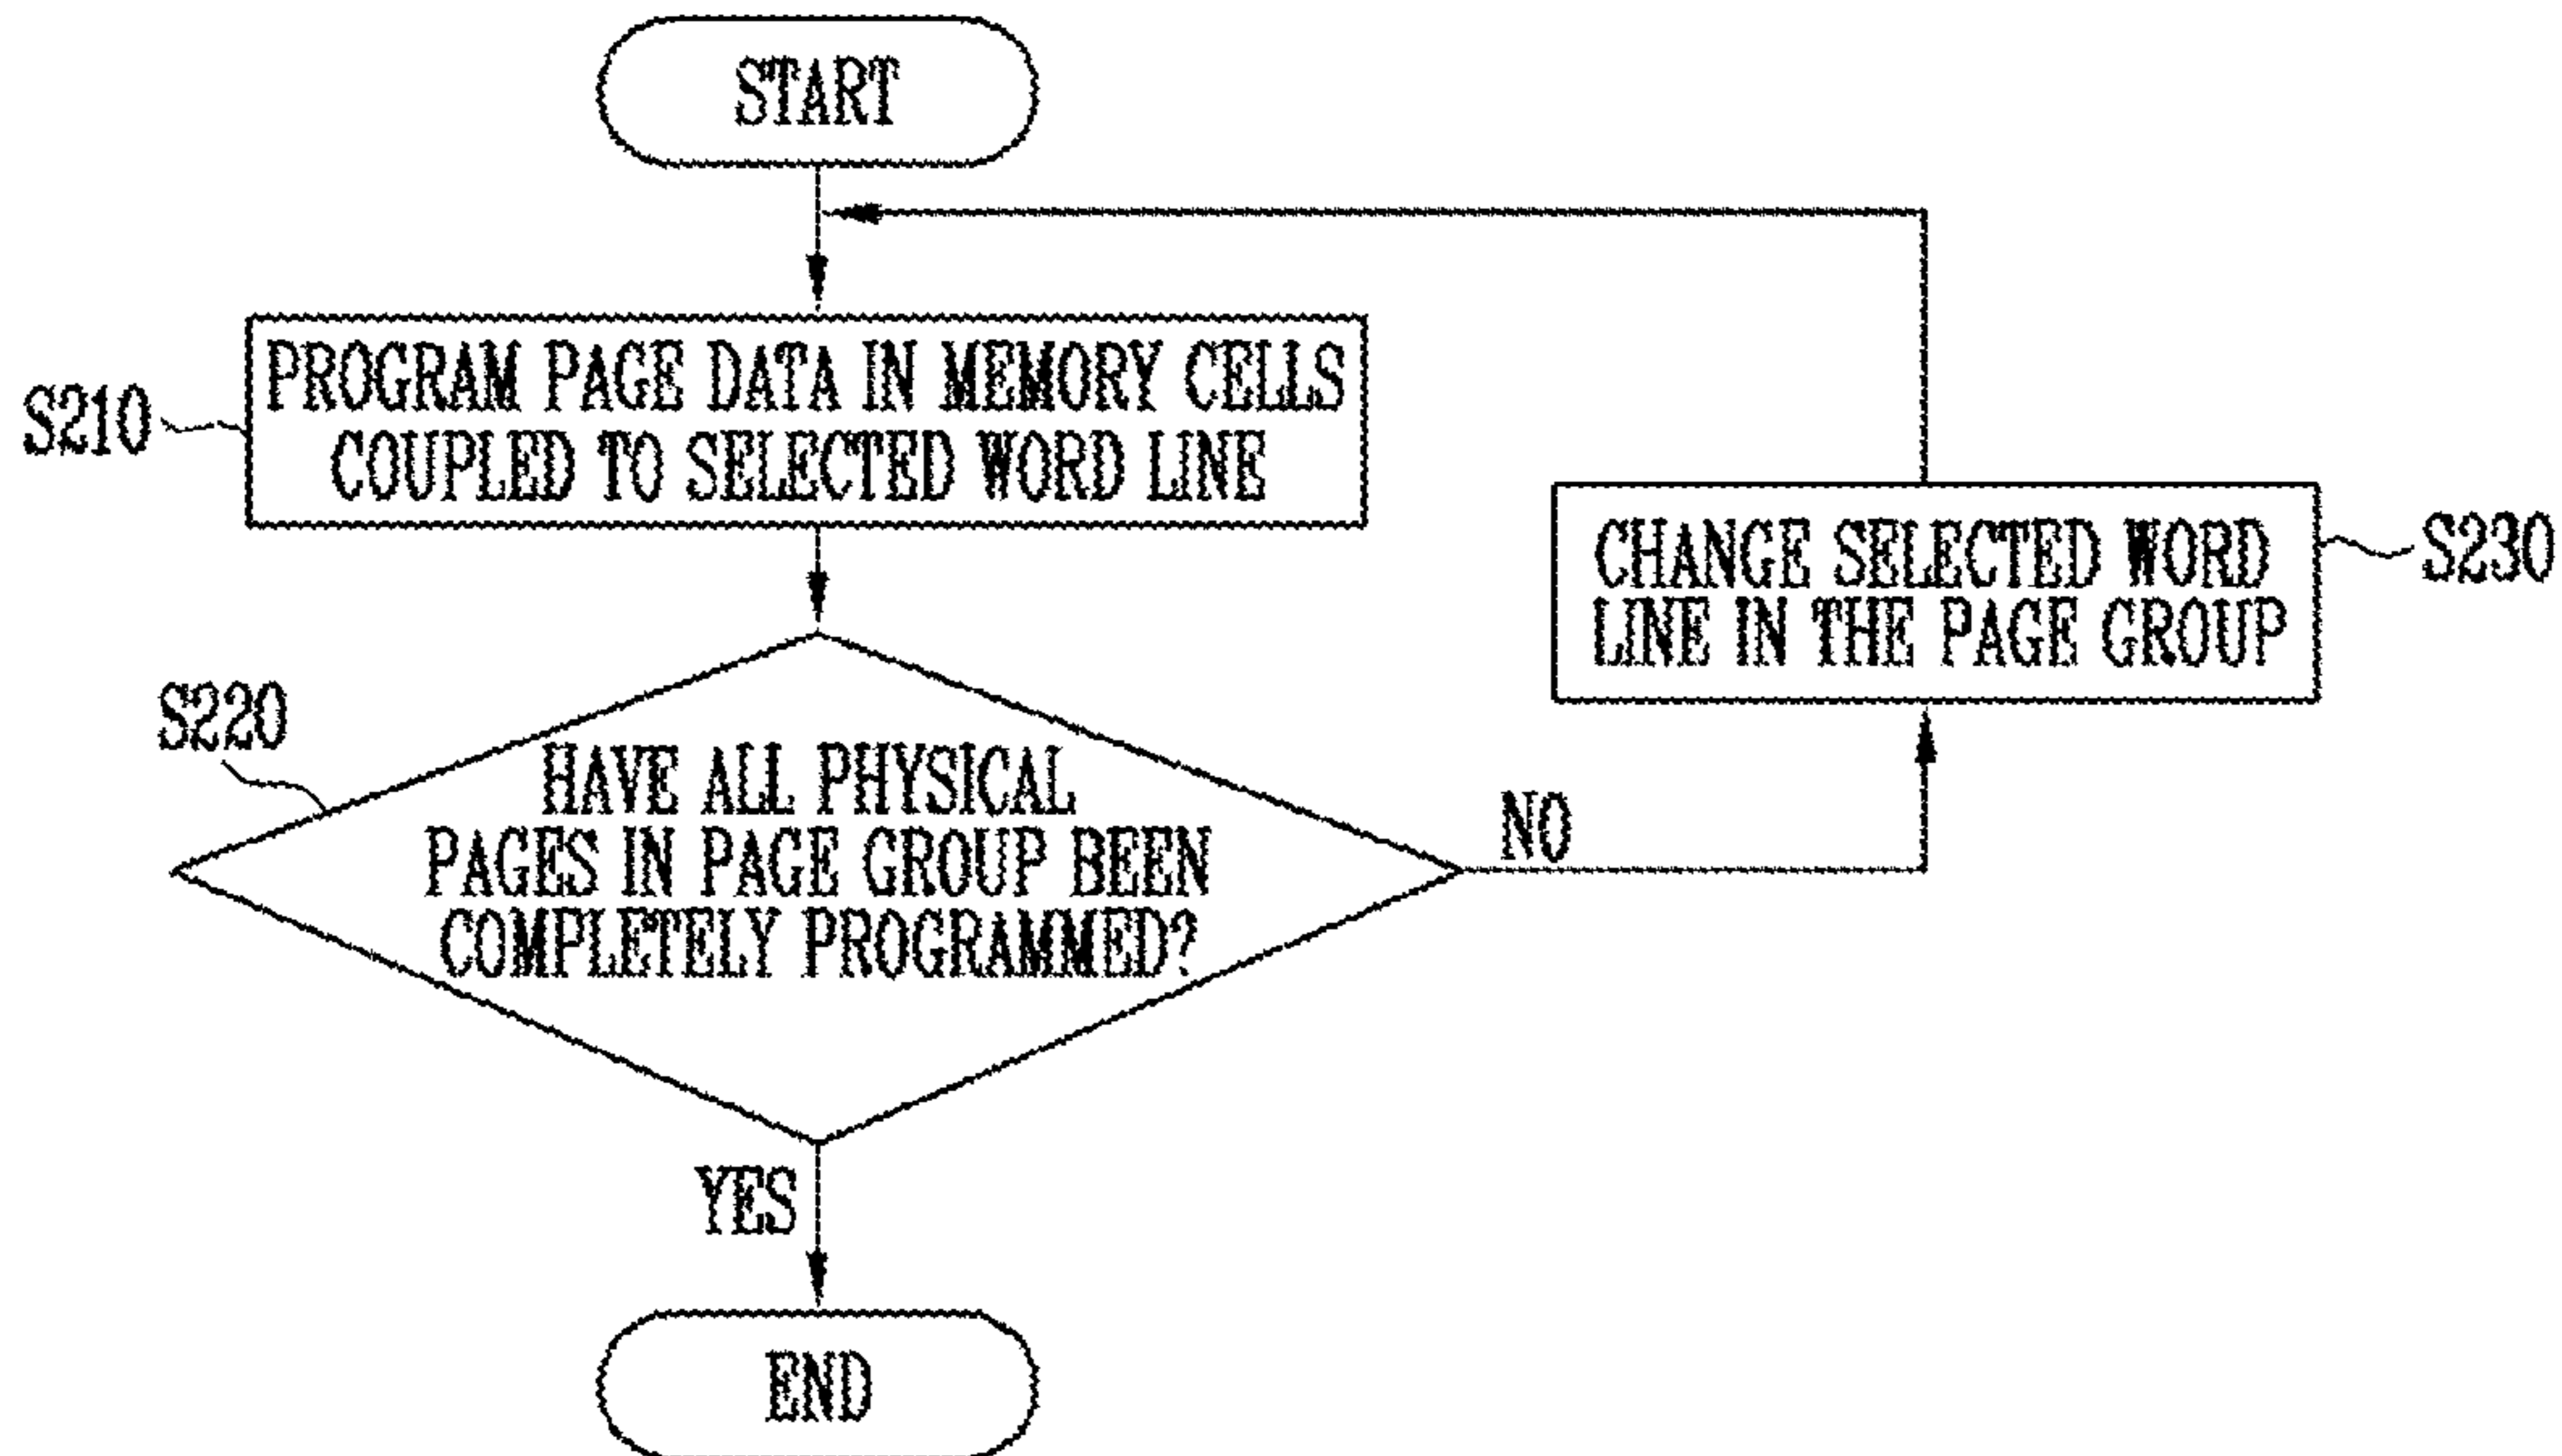 START
S210
PROGRAM PAGE DATA IN MEMORY CELLS
COUPLED TO SELECTED WORD LINE
CHANGE SELECTED WORD
LINE IN THE PAGE GROUP
S230
S220
HAVE ALL PHYSICAL
PAGES IN PAGE GROUP BEEN
COMPLETELY PROGRAMMED?
NO
YES
END